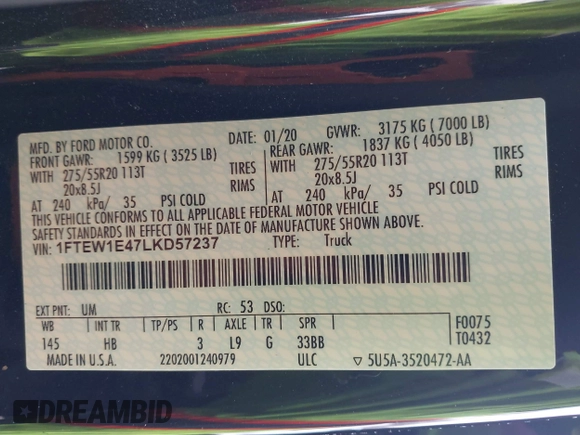 MFD. BY FORD MOTOR CO.
DATE: 01/20 GVWR: 3175 KG ( 7000 LB)
FRONT GAWR: 1599 KG ( 3525 LB) REAR GAWR: 1837 KG ( 4050 LB)
WITH 275/55R20 113T TIRES WITH 275/55R20 113T TIRES
20x8.5J RIMS 20x8.5J RIMS
AT 240 kPa/ 35 PSI COLD AT 240 kPa/ 35 PSI COLD
THIS VEHICLE CONFORMS TO ALL APPLICABLE FEDERAL MOTOR VEHICLE
SAFETY STANDARDS IN EFFECT ON THE DATE OF MANUFACTURE SHOWN ABOVE.
VIN: 1FTEW1E47LKD57237 TYPE: Truck
EXT PNT: UM RC: 53 DSO:
WB INT TR TP/PS R AXLE TR SPR F0075
145 HB 3 L9 G 33BB T0432
MADE IN U.S.A. 2202001240979 ULC ▽ 5U5A-3520472-AA
DREAMBID